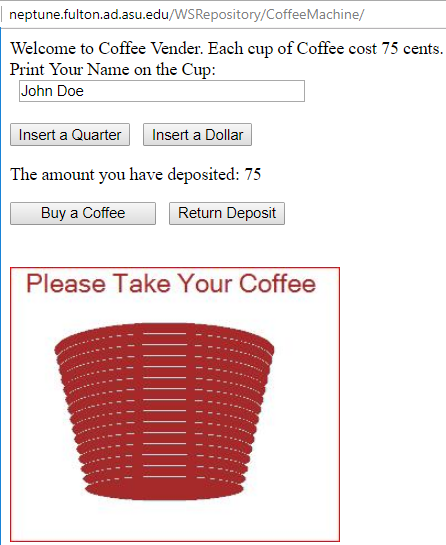 neptune.fulton.ad.asu.edu/WSRepository/CoffeeMachine/
Welcome to Coffee Vender. Each cup of Coffee cost 75 cents.
Print Your Name on the Cup:
John Doe
Insert a Quarter Insert a Dollar
The amount you have deposited: 75
Buy a Coffee Return Deposit
Please Take Your Coffee